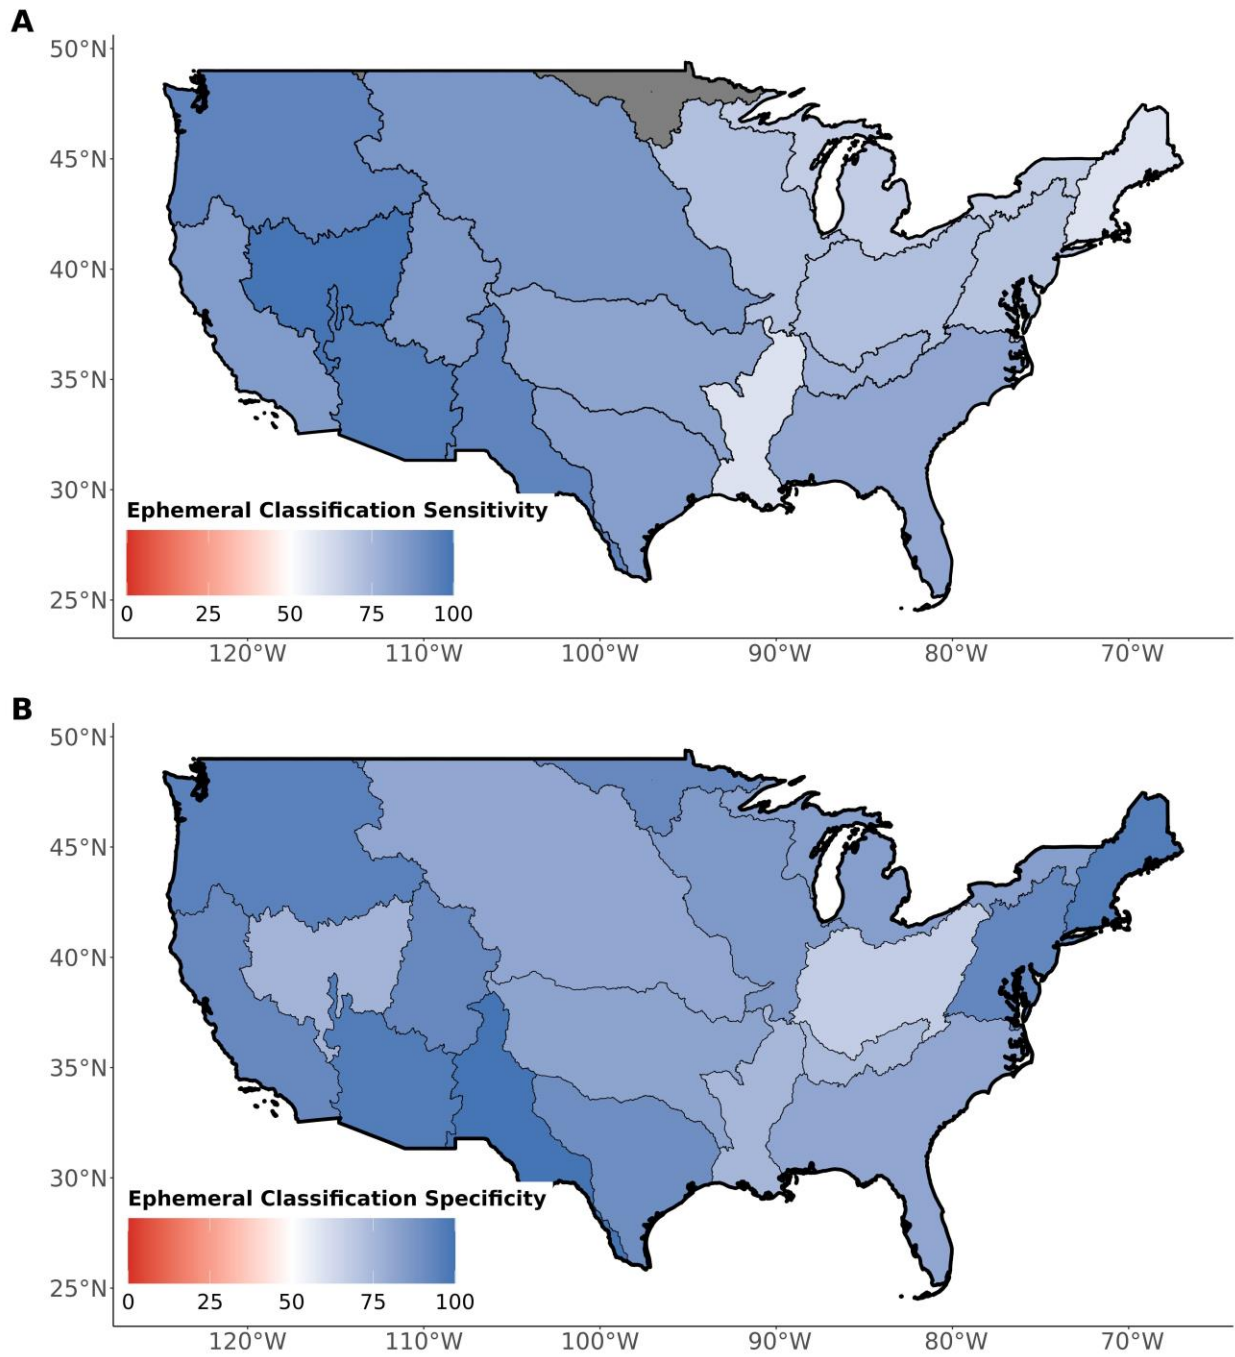 A
50°N
45°N
40°N
35°N
30°N
25°N
Ephemeral Classification Sensitivity
0 25 50 75 100
120°W 110°W 100°W 90°W 80°W 70°W
B
50°N
45°N
40°N
35°N
30°N
25°N
Ephemeral Classification Specificity
0 25 50 75 100
120°W 110°W 100°W 90°W 80°W 70°W